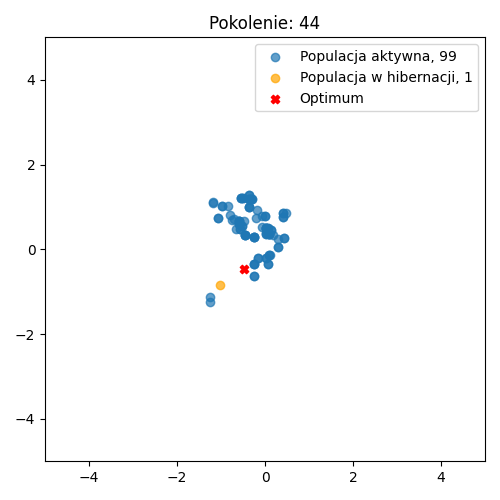 Pokolenie: 44
Populacja aktywna, 99
Populacja w hibernacji, 1
Optimum
4
2
0
−2
−4
−4
−2
0
2
4